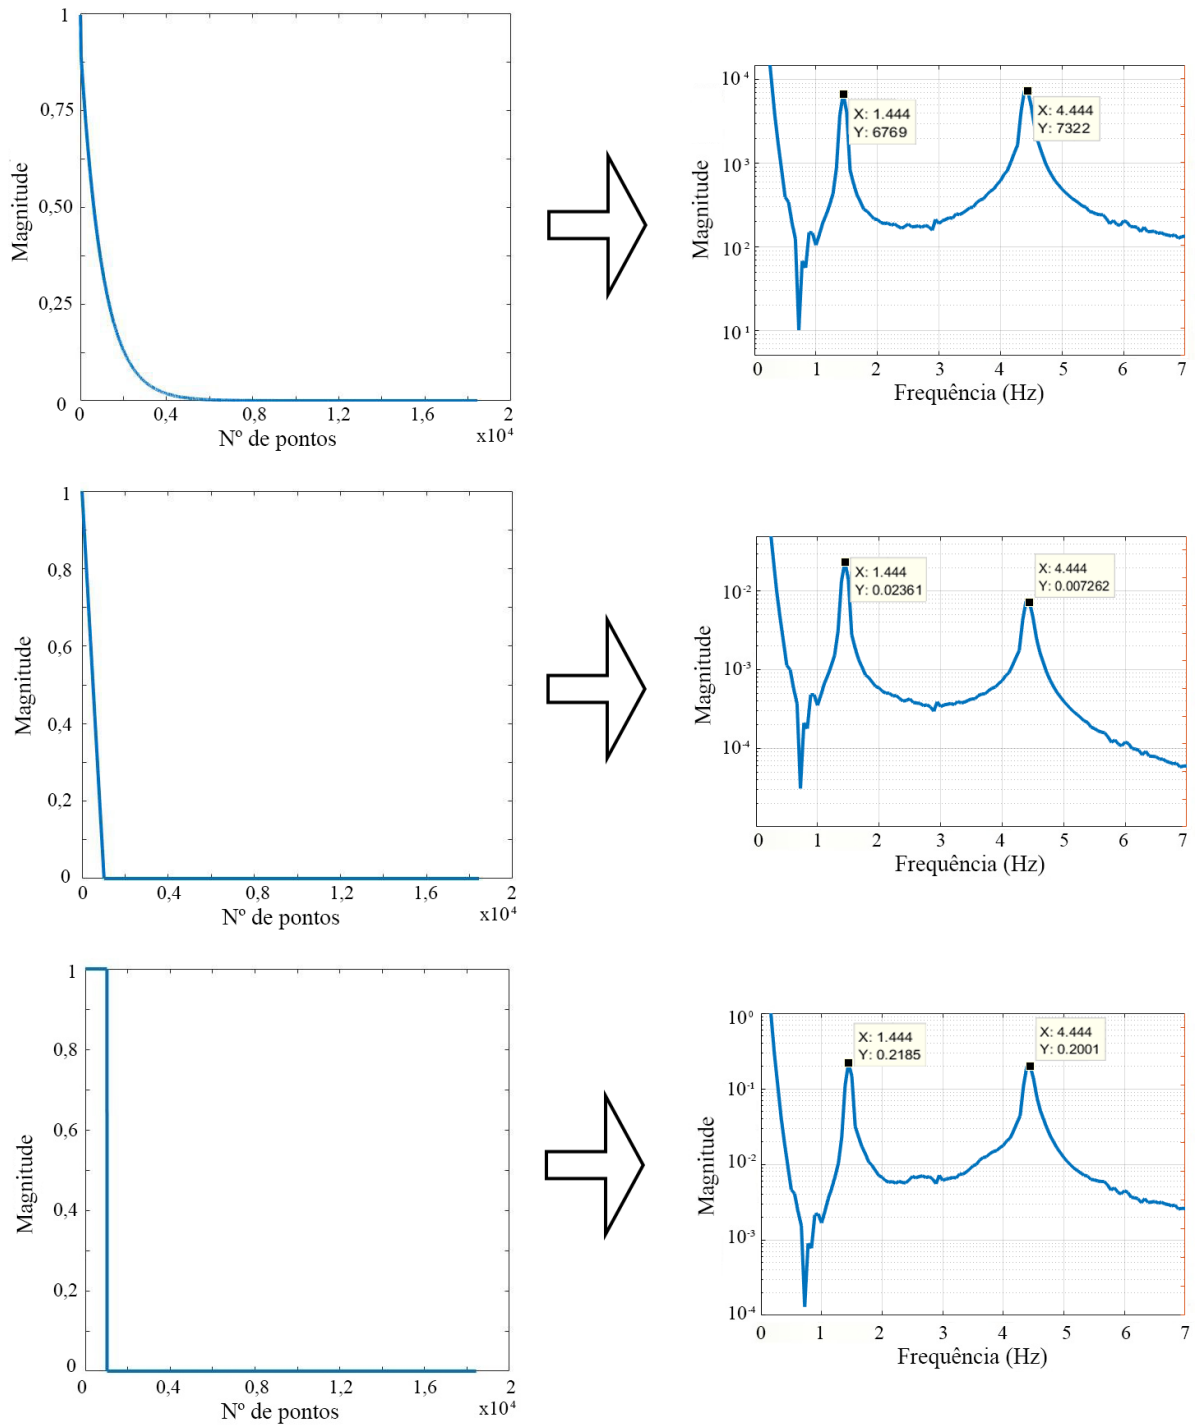 1
0,75
0,50
0,25
0
Magnitude
0 0,4 0,8 1,2 1,6 2
x10⁴
Nº de pontos
10⁴
10³
10²
10¹
Magnitude
X: 1.444
Y: 6769
X: 4.444
Y: 7322
0 1 2 3 4 5 6 7
Frequência (Hz)
1
0,8
0,6
0,4
0,2
0
Magnitude
0 0,4 0,8 1,2 1,6 2
x10⁴
Nº de pontos
10⁻²
10⁻³
10⁻⁴
Magnitude
X: 1.444
Y: 0.02361
X: 4.444
Y: 0.007262
0 1 2 3 4 5 6 7
Frequência (Hz)
1
0,8
0,6
0,4
0,2
0
Magnitude
0 0,4 0,8 1,2 1,6 2
x10⁴
Nº de pontos
10⁰
10⁻¹
10⁻²
10⁻³
10⁻⁴
Magnitude
X: 1.444
Y: 0.2185
X: 4.444
Y: 0.2001
0 1 2 3 4 5 6 7
Frequência (Hz)